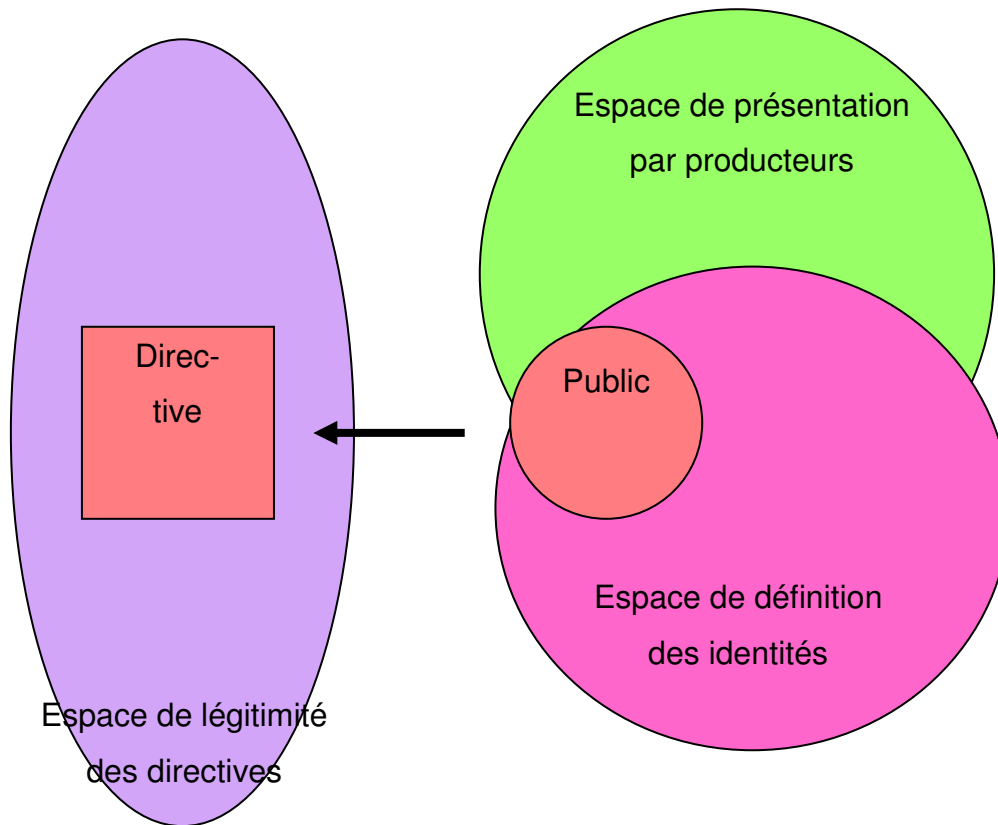 Espace de présentation
par producteurs
Direc-
tive
Public
Espace de définition
des identités
Espace de légitimité
des directives